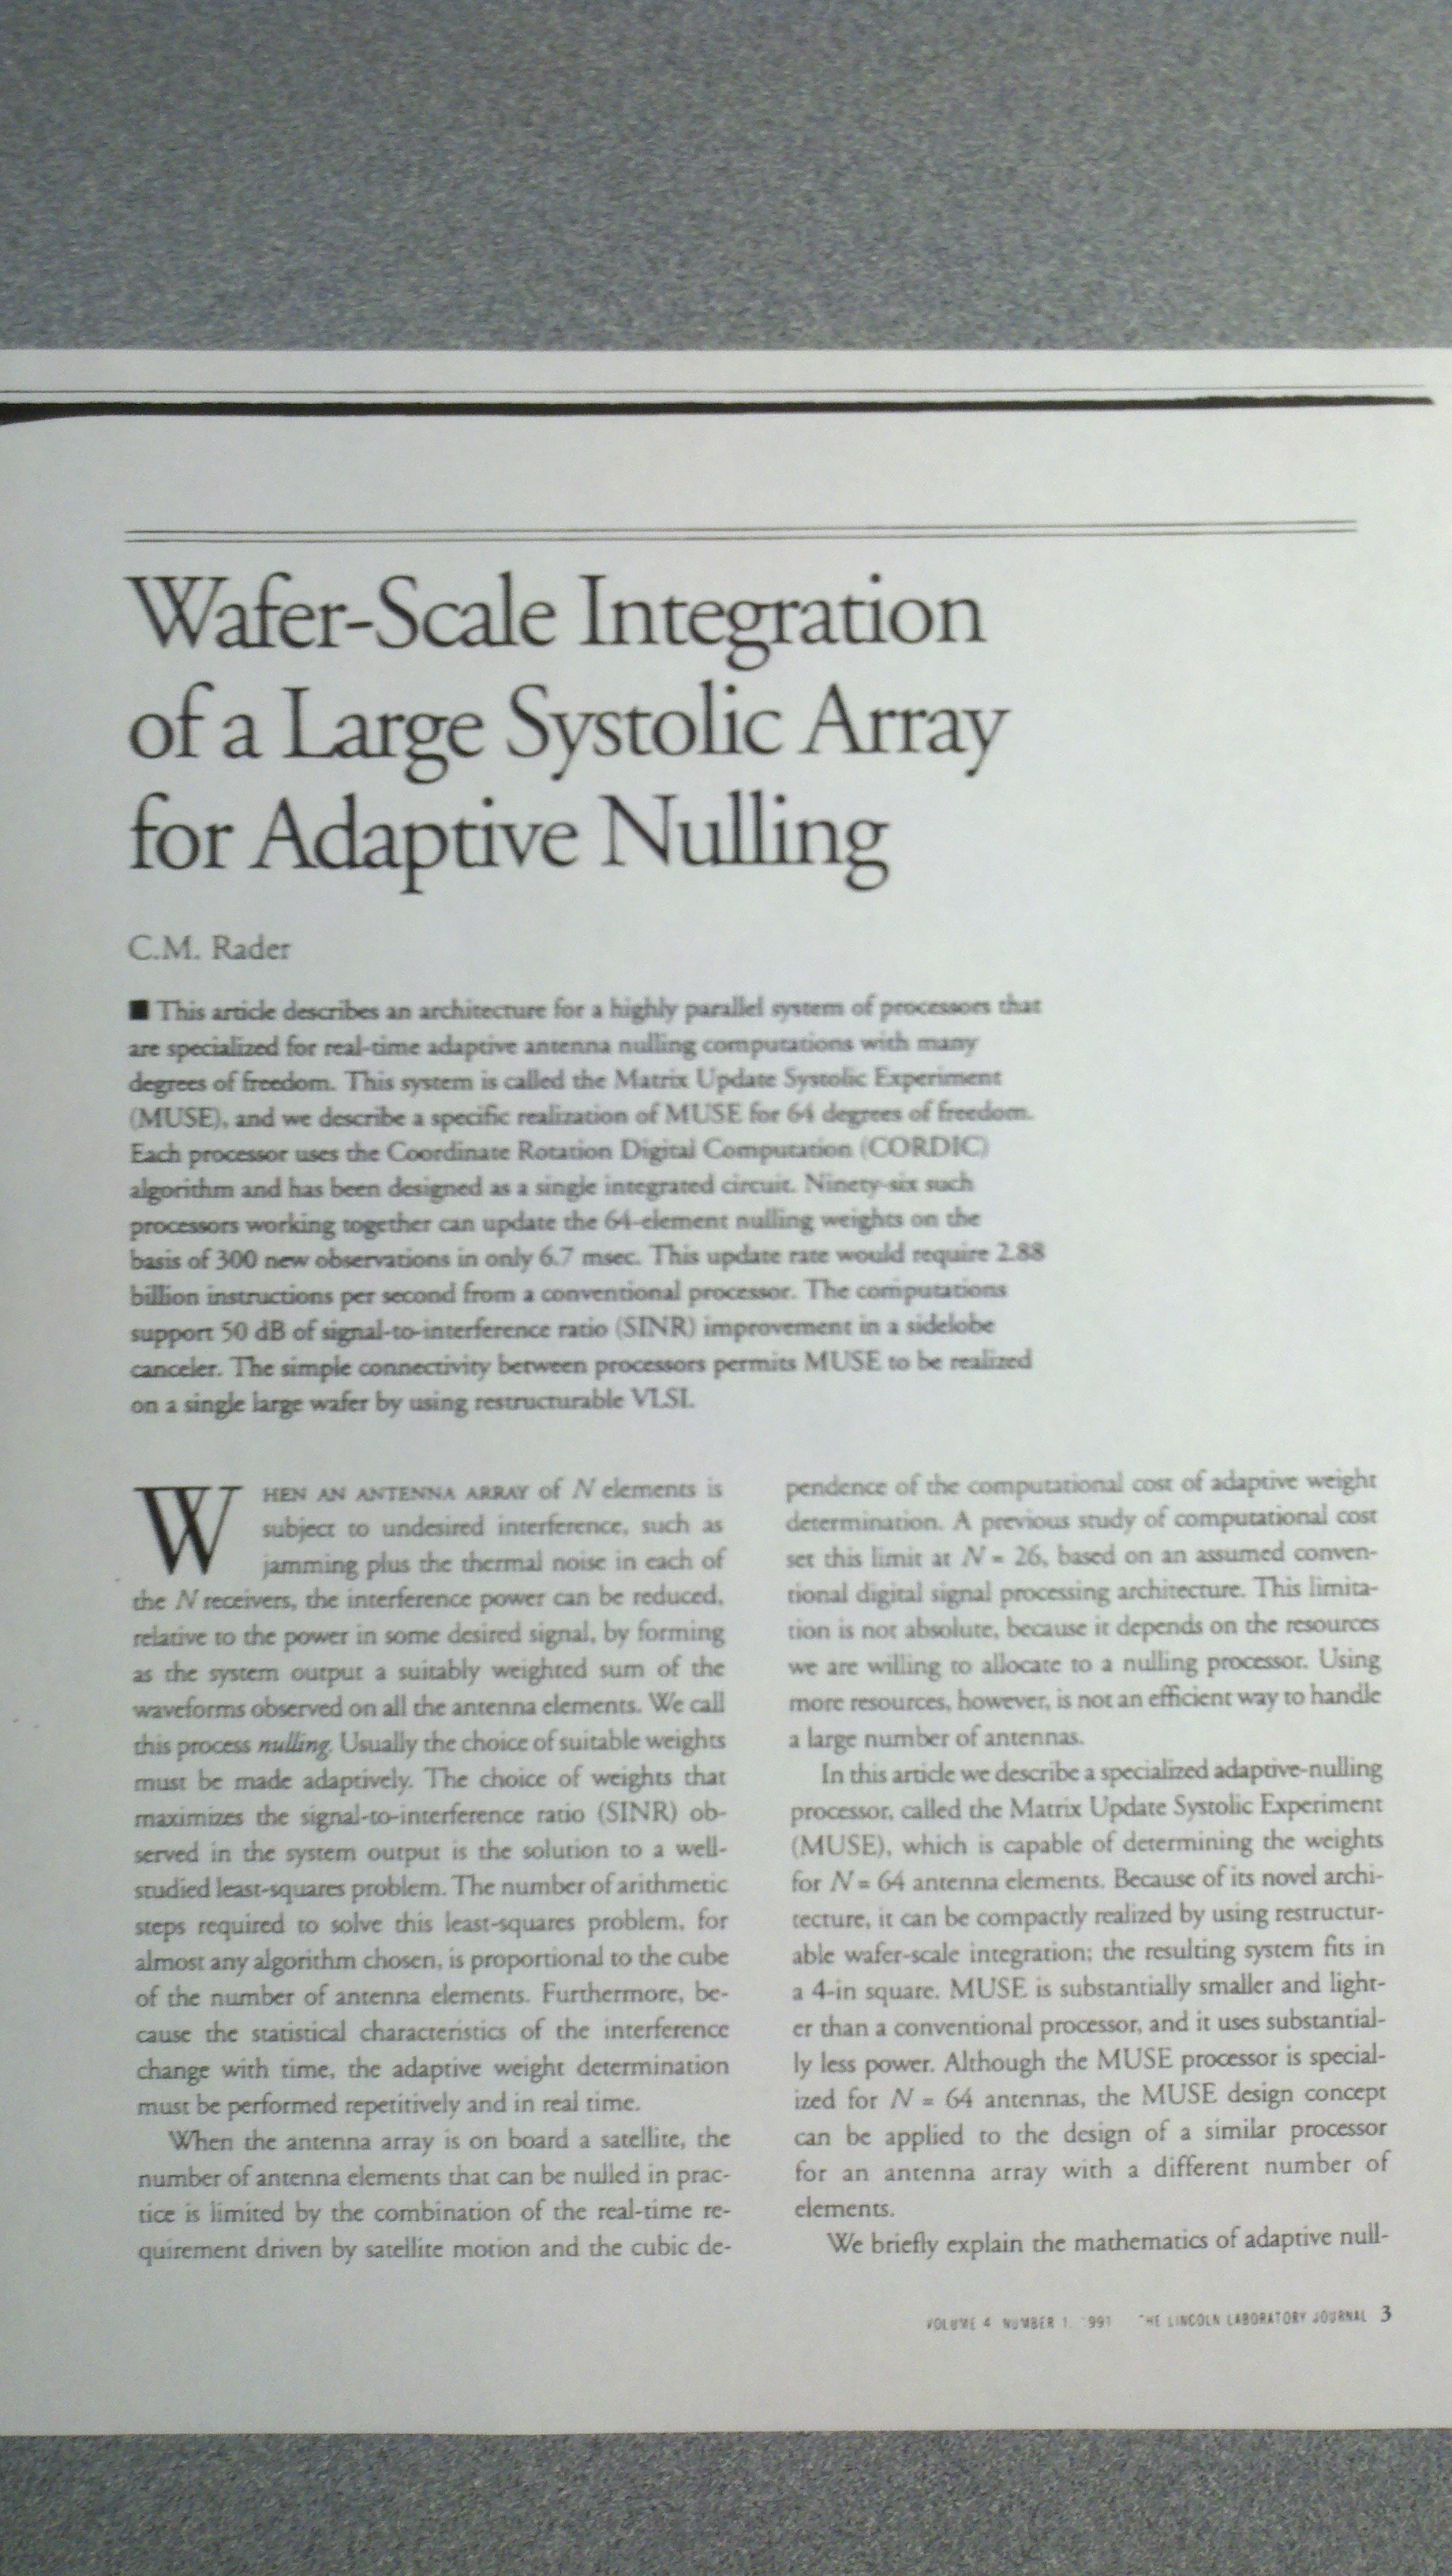 Wafer-Scale Integration
of a Large Systolic Array
for Adaptive Nulling
C.M. Rader
■ This article describes an architecture for a highly parallel system of processors that
are specialized for real-time adaptive antenna nulling computations with many
degrees of freedom. This system is called the Matrix Update Systolic Experiment
(MUSE), and we describe a specific realization of MUSE for 64 degrees of freedom.
Each processor uses the Coordinate Rotation Digital Computation (CORDIC)
algorithm and has been designed as a single integrated circuit. Ninety-six such
processors working together can update the 64-element nulling weights on the
basis of 300 new observations in only 6.7 msec. This update rate would require 2.88
billion instructions per second from a conventional processor. The computations
support 50 dB of signal-to-interference ratio (SINR) improvement in a sidelobe
canceler. The simple connectivity between processors permits MUSE to be realized
on a single large wafer by using restructurable VLSI.
WHEN AN ANTENNA ARRAY of N elements is
subject to undesired interference, such as
jamming plus the thermal noise in each of
the N receivers, the interference power can be reduced,
relative to the power in some desired signal, by forming
as the system output a suitably weighted sum of the
waveforms observed on all the antenna elements. We call
this process nulling. Usually the choice of suitable weights
must be made adaptively. The choice of weights that
maximizes the signal-to-interference ratio (SINR) ob-
served in the system output is the solution to a well-
studied least-squares problem. The number of arithmetic
steps required to solve this least-squares problem, for
almost any algorithm chosen, is proportional to the cube
of the number of antenna elements. Furthermore, be-
cause the statistical characteristics of the interference
change with time, the adaptive weight determination
must be performed repetitively and in real time.
When the antenna array is on board a satellite, the
number of antenna elements that can be nulled in prac-
tice is limited by the combination of the real-time re-
quirement driven by satellite motion and the cubic de-
pendence of the computational cost of adaptive weight
determination. A previous study of computational cost
set this limit at N = 26, based on an assumed conven-
tional digital signal processing architecture. This limita-
tion is not absolute, because it depends on the resources
we are willing to allocate to a nulling processor. Using
more resources, however, is not an efficient way to handle
a large number of antennas.
In this article we describe a specialized adaptive-nulling
processor, called the Matrix Update Systolic Experiment
(MUSE), which is capable of determining the weights
for N = 64 antenna elements. Because of its novel archi-
tecture, it can be compactly realized by using restructur-
able wafer-scale integration; the resulting system fits in
a 4-in square. MUSE is substantially smaller and light-
er than a conventional processor, and it uses substantial-
ly less power. Although the MUSE processor is special-
ized for N = 64 antennas, the MUSE design concept
can be applied to the design of a similar processor
for an antenna array with a different number of
elements.
We briefly explain the mathematics of adaptive null-
VOLUME 4 NUMBER 1, 1991 THE LINCOLN LABORATORY JOURNAL 3